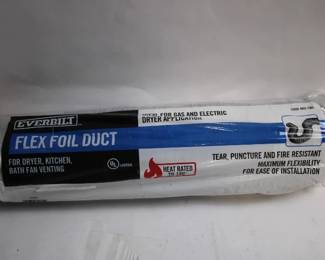 EVERBILT
FLEX FOIL DUCT
FOR DRYER, KITCHEN,
BATH FAN VENTING
UL
HEAT RATED
FOR GAS AND ELECTRIC
DRYER APPLICATION
TEAR, PUNCTURE AND FIRE RESISTANT
MAXIMUM FLEXIBILITY
FOR EASE OF INSTALLATION